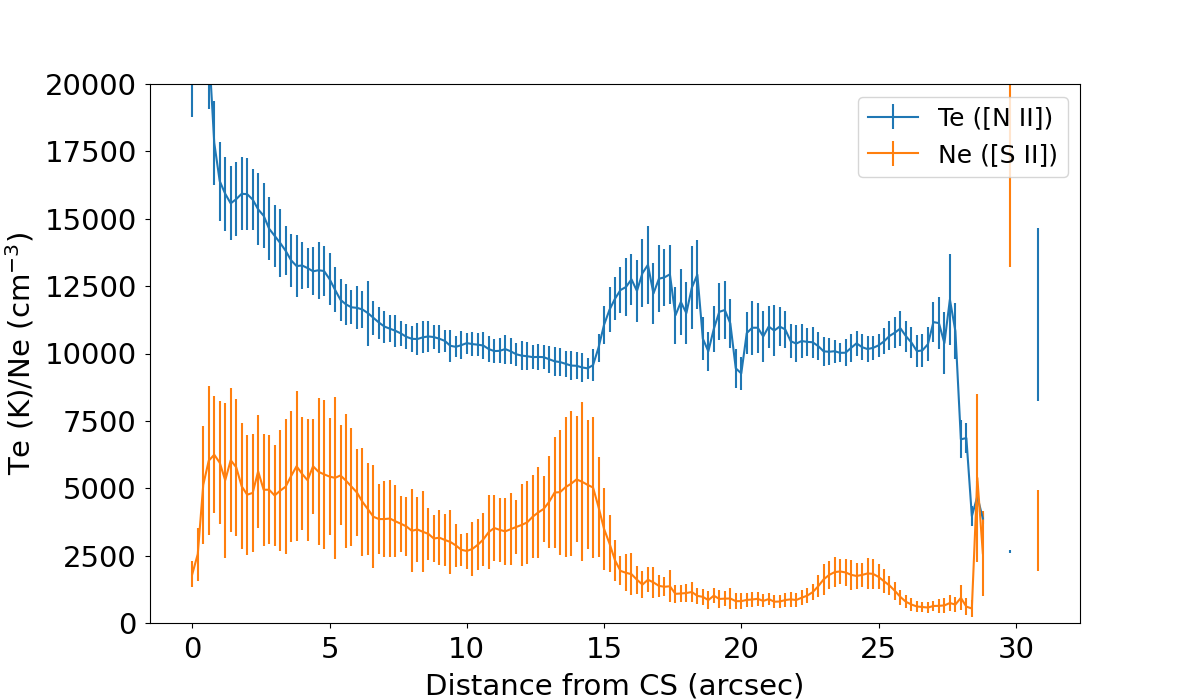 20000
17500
15000
12500
10000
7500
5000
2500
0
Te (K)/Ne (cm⁻³)
Te ([N II])
Ne ([S II])
0 5 10 15 20 25 30
Distance from CS (arcsec)